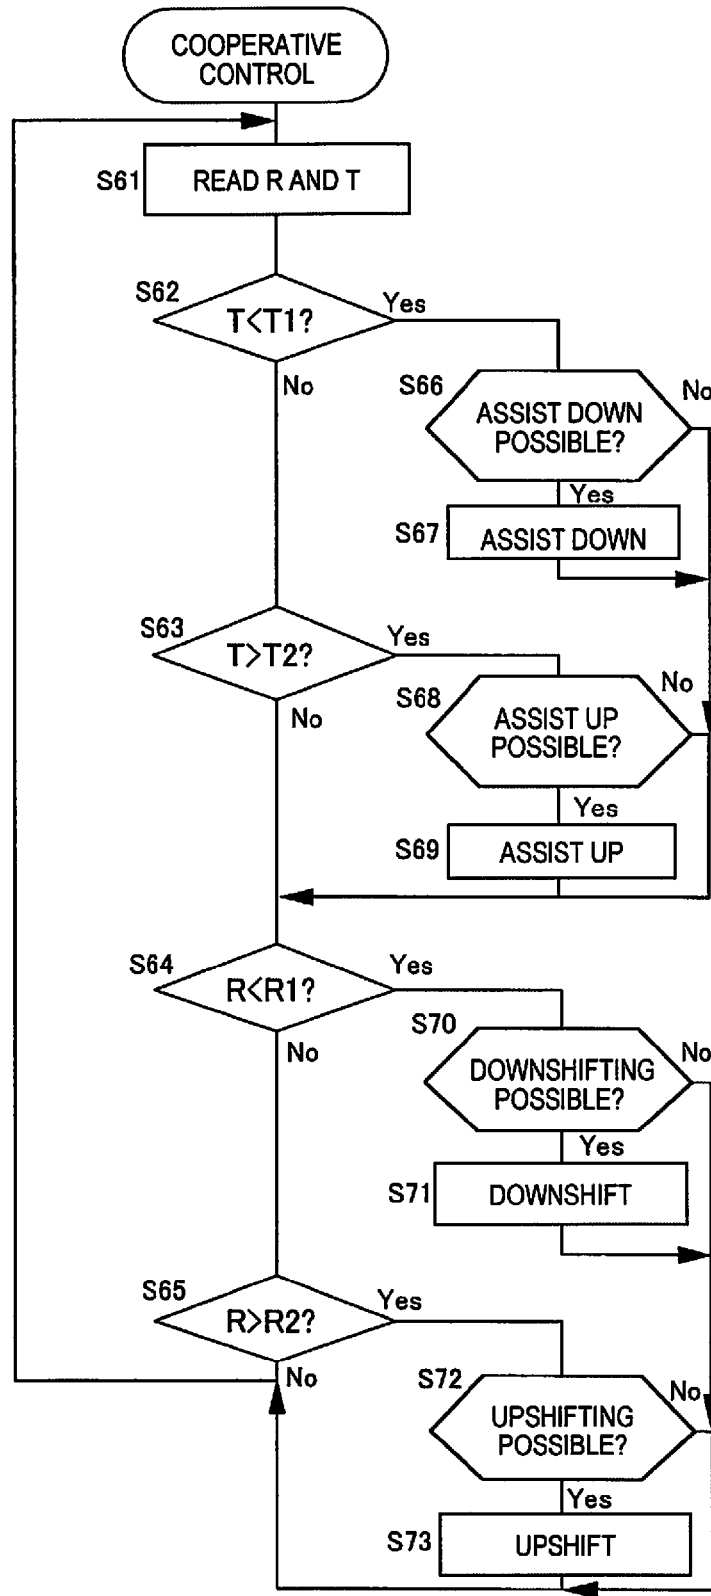 COOPERATIVE
CONTROL
S61
READ R AND T
S62
T<T1?
Yes
No
S66
ASSIST DOWN
POSSIBLE?
No
Yes
S67
ASSIST DOWN
S63
T>T2?
Yes
No
S68
ASSIST UP
POSSIBLE?
No
Yes
S69
ASSIST UP
S64
R<R1?
Yes
No
S70
DOWNSHIFTING
POSSIBLE?
No
Yes
S71
DOWNSHIFT
S65
R>R2?
Yes
No
S72
UPSHIFTING
POSSIBLE?
No
Yes
S73
UPSHIFT